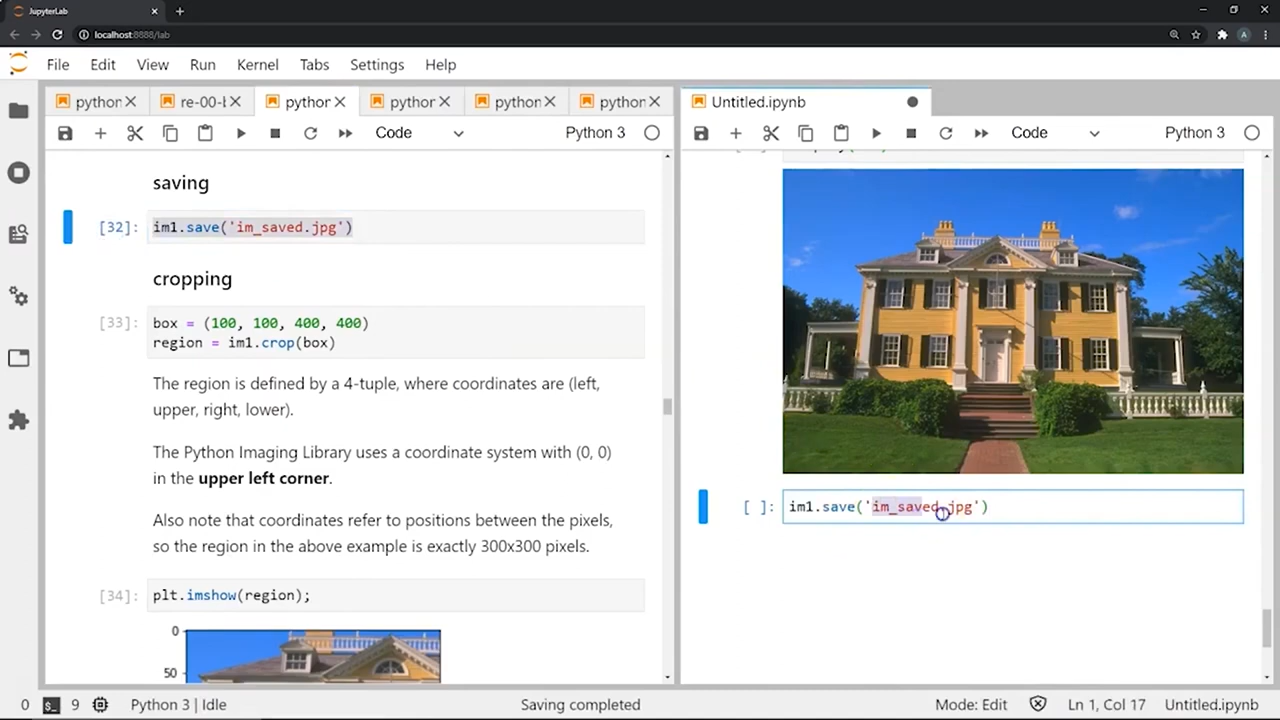 JupyterLab
localhost:8888/lab
A
File Edit View Run Kernel Tabs Settings Help
python re-00-l python python python python
Untitled.ipynb
Code Python 3
Code Python 3
saving
[32]: im1.save('im_saved.jpg')
cropping
[33]: box = (100, 100, 400, 400)
region = im1.crop(box)
The region is defined by a 4-tuple, where coordinates are (left,
upper, right, lower).
The Python Imaging Library uses a coordinate system with (0, 0)
in the upper left corner.
Also note that coordinates refer to positions between the pixels,
so the region in the above example is exactly 300x300 pixels.
[34]: plt.imshow(region);
0
50
[ ]: im1.save('im_saved.jpg')
0 $_ 9 Python 3 | Idle Saving completed Mode: Edit Ln 1, Col 17 Untitled.ipynb